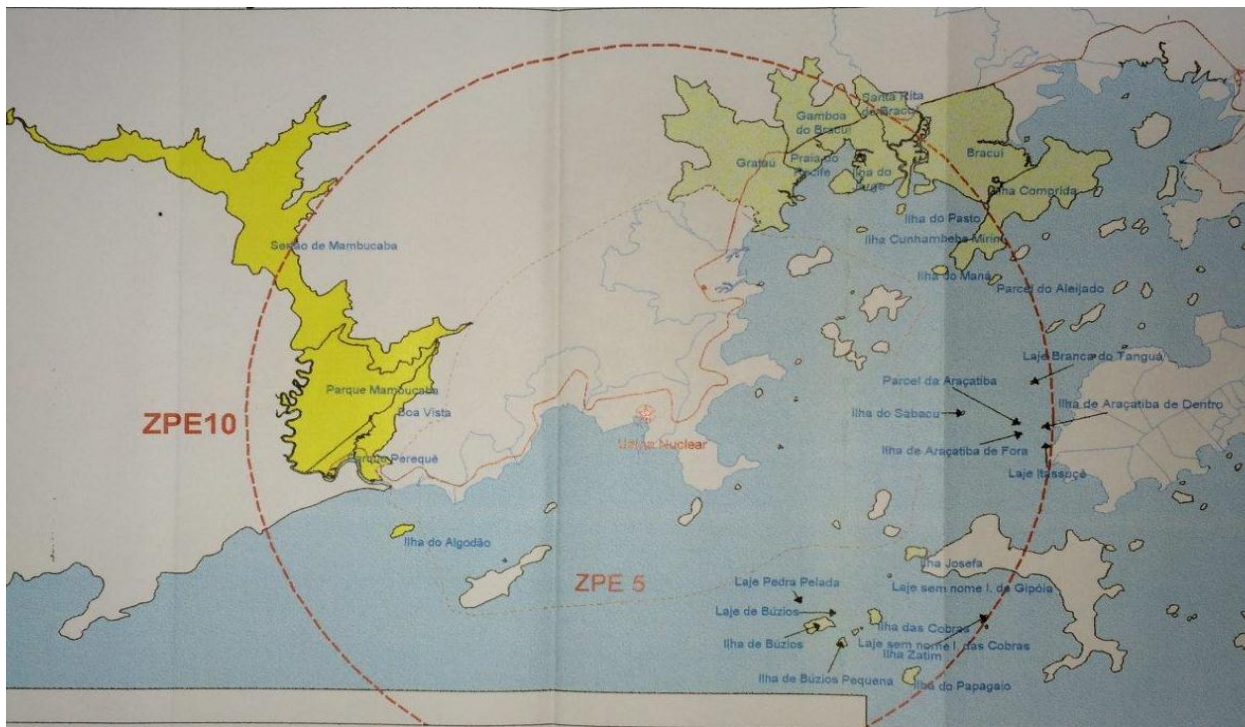 Santa Rita
do Bracuí
Gamboa
do Bracuí
Bracuí
Grataú
Praia do
Recife
Ilha do
Ilha Comprida
Ilha do Pasto
Ilha Cunhambebe Mirim
Sertão de Mambucaba
Ilha do Maná
Parcel do Aleijado
Laje Branca do Tanguá
Parcel da Araçatiba
Parque Mambucaba
Ilha de Araçatiba de Dentro
Boa Vista
Ilha do Sabacu
ZPE10
Usina Nuclear
Ilha de Araçatiba de Fora
Parque Perequê
Laje Itassucê
Ilha do Algodão
Ilha Josefa
ZPE 5
Laje Pedra Pelada
Laje sem nome I. da Gipóia
Laje de Búzios
Ilha das Cobras
Ilha de Búzios
Laje sem nome I. das Cobras
Ilha Zatim
Ilha de Búzios Pequena
Ilha do Papagaio